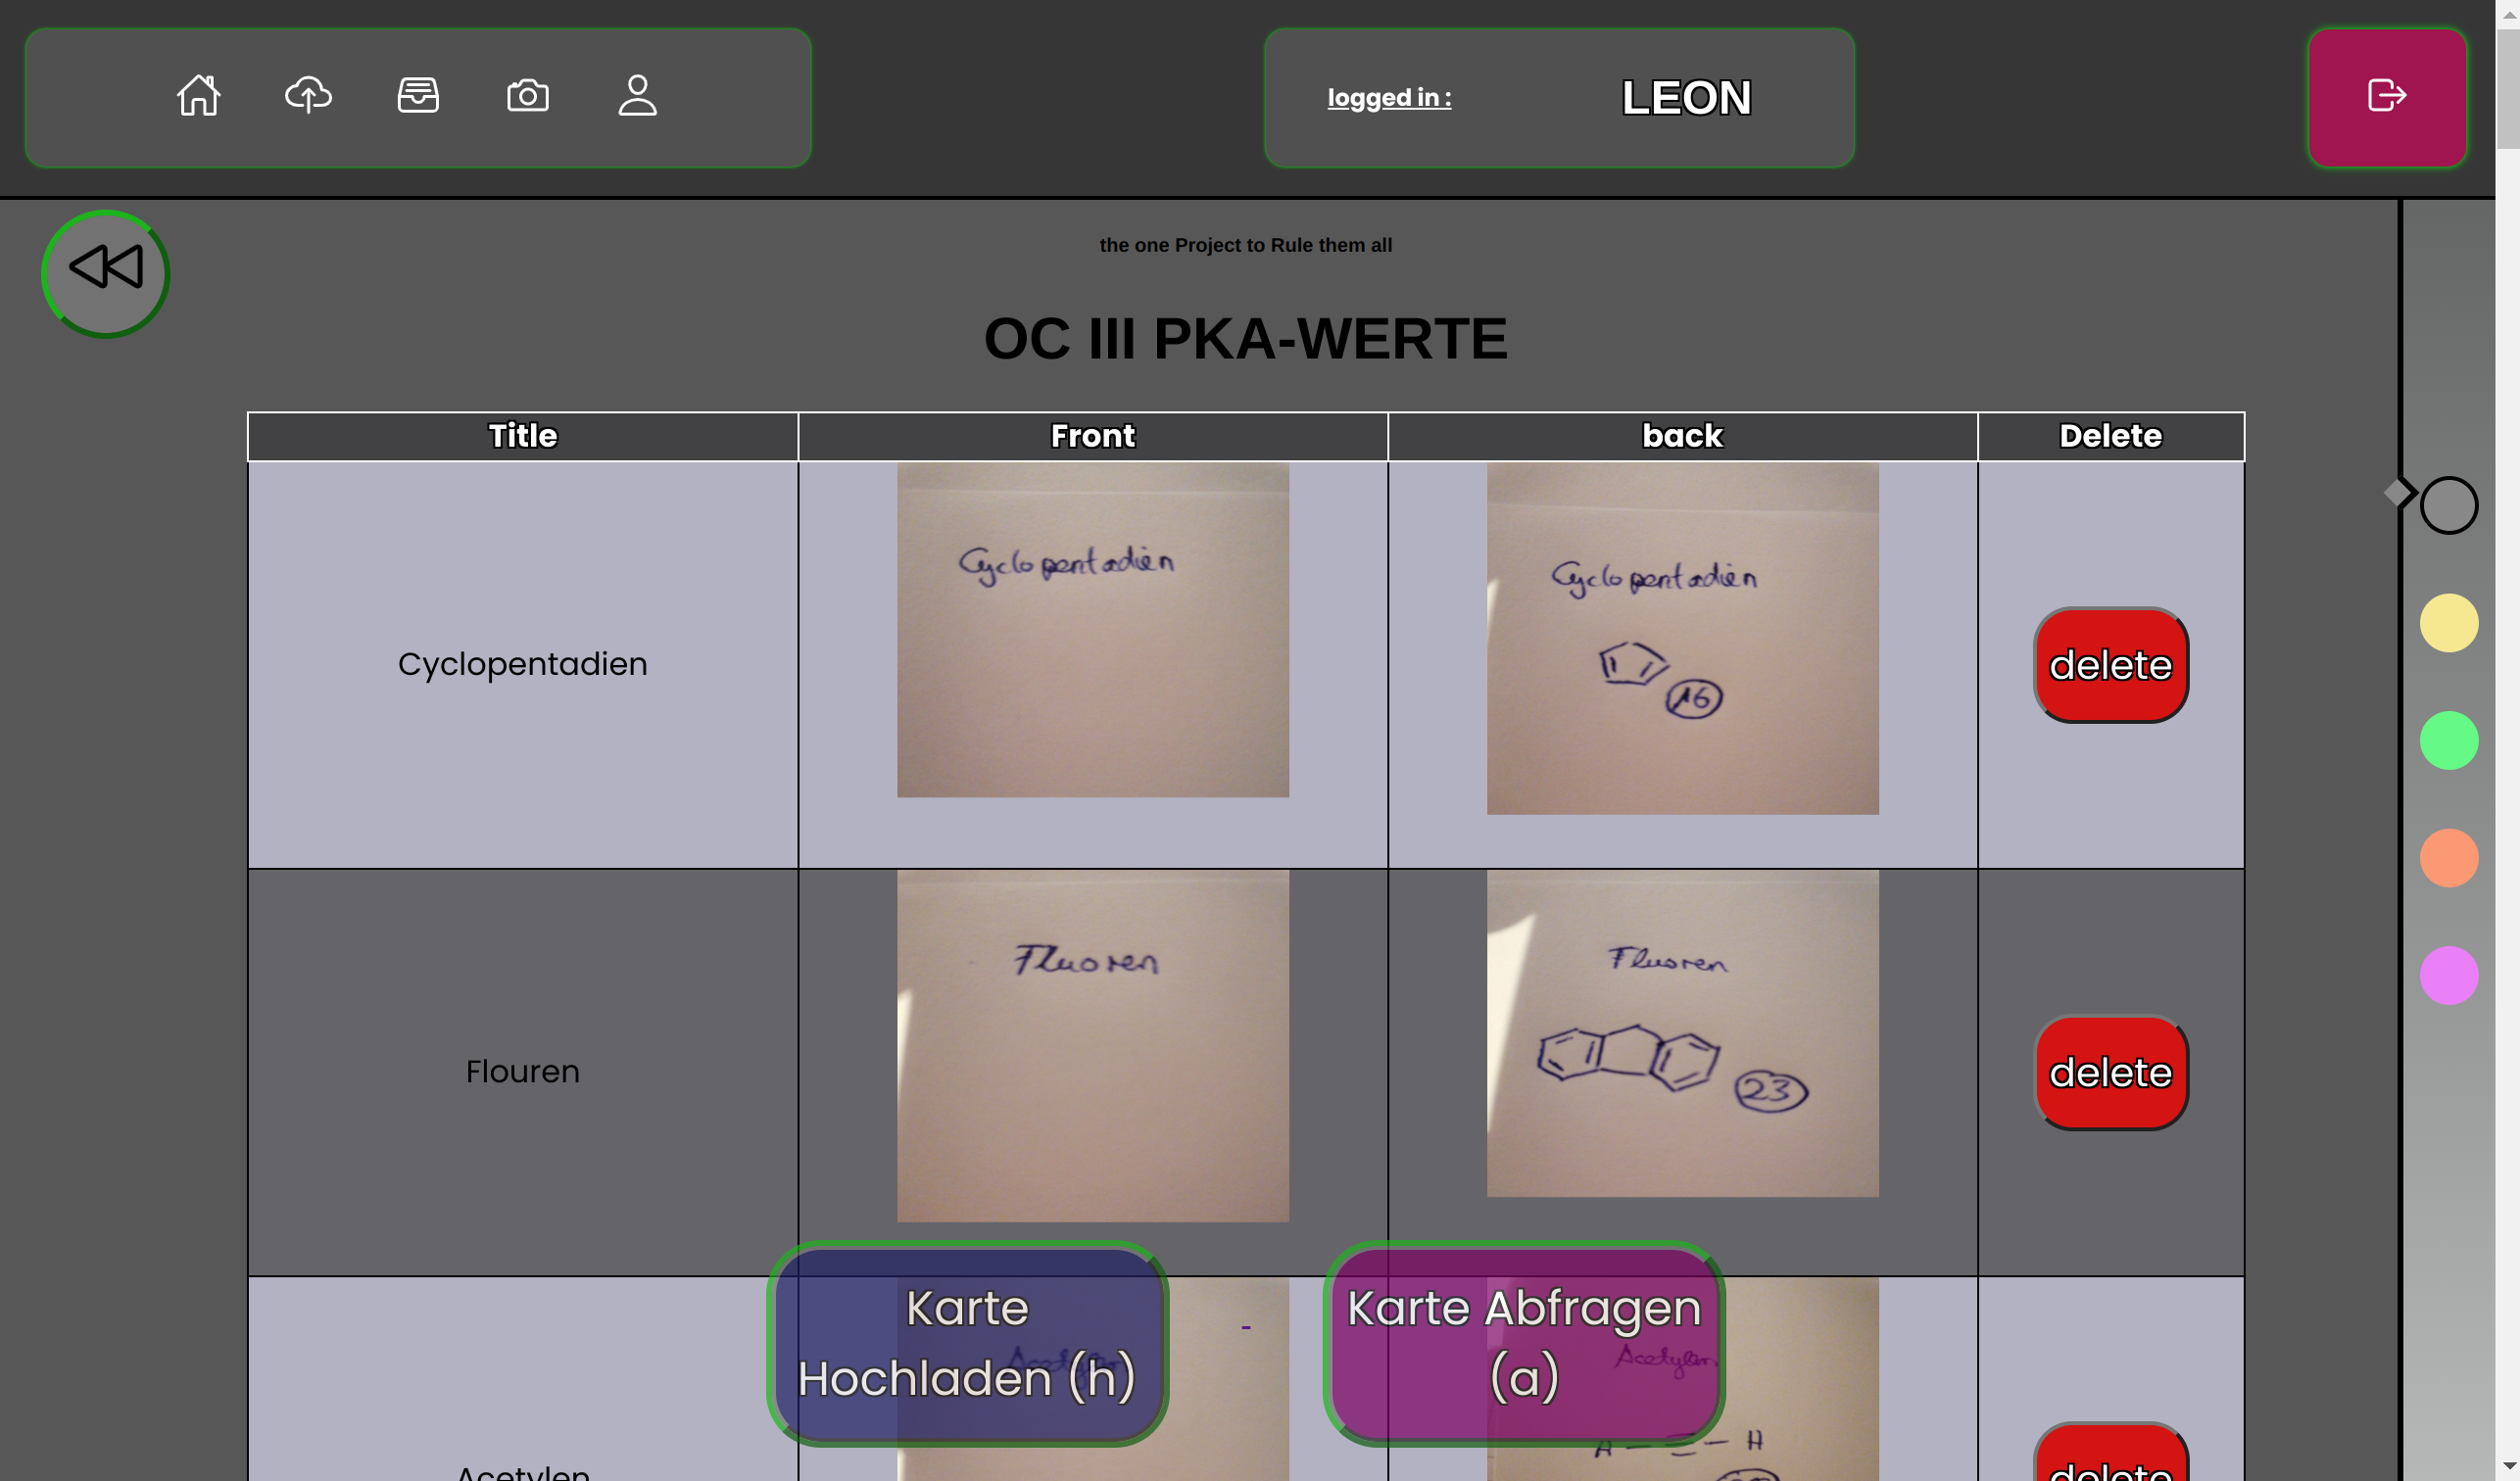 logged in :
LEON
the one Project to Rule them all
OC III PKA-WERTE
Title
Front
back
Delete
Cyclopentadien
Cyclopentadien
Cyclopentadien
16
delete
Flouren
Fluoren
Fluoren
23
delete
Karte
Hochladen (h)
Karte Abfragen
(a)
Acetylen
Acetylen
Acetylen
H — ≡ — H
delete